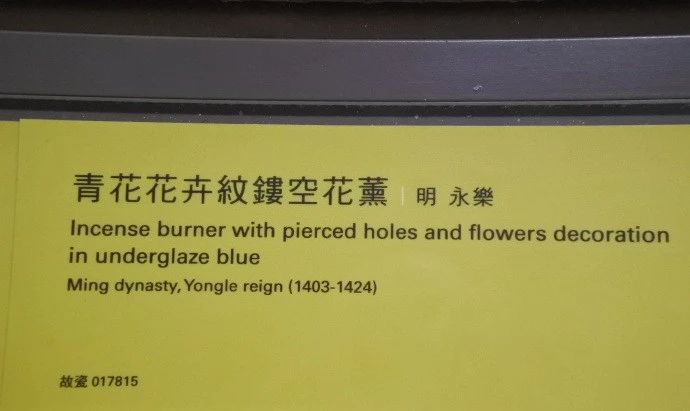 青花花卉紋鏤空花薰 | 明 永樂
Incense burner with pierced holes and flowers decoration
in underglaze blue
Ming dynasty, Yongle reign (1403-1424)
故瓷 017815